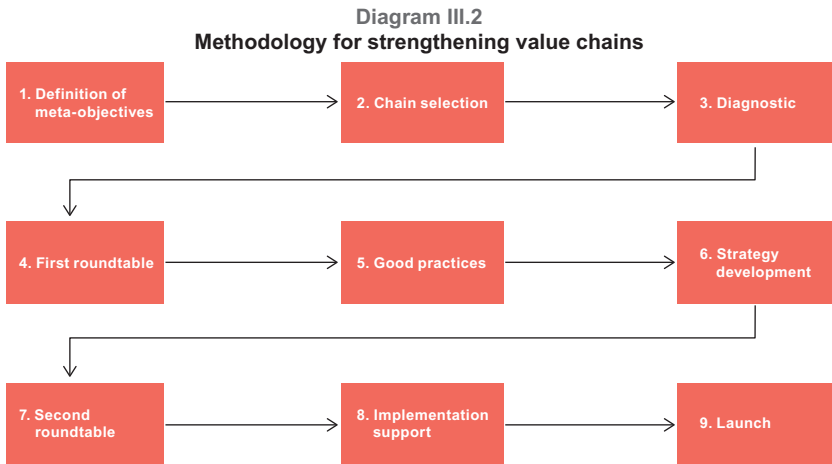 Diagram III.2
Methodology for strengthening value chains
1. Definition of
meta-objectives
2. Chain selection
3. Diagnostic
4. First roundtable
5. Good practices
6. Strategy
development
7. Second
roundtable
8. Implementation
support
9. Launch